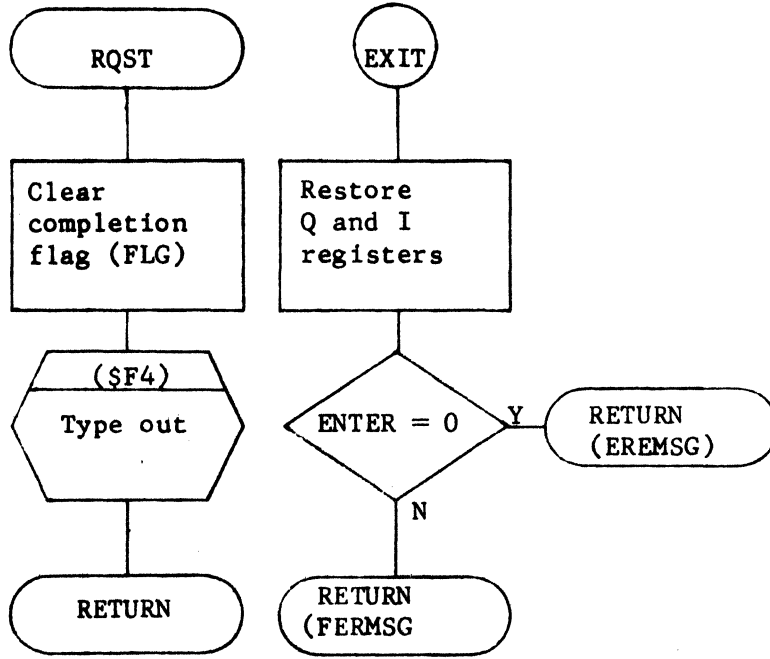 RQST
Clear
completion
flag (FLG)
($F4)
Type out
RETURN
EXIT
Restore
Q and I
registers
ENTER = 0
Y
RETURN
(EREMSG)
N
RETURN
(FERMSG